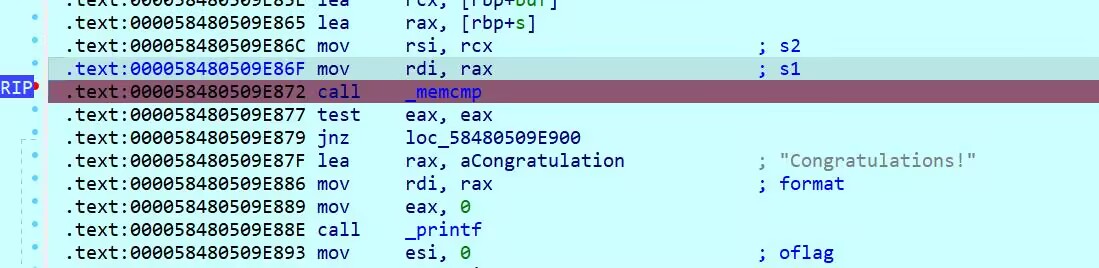 .text:000058480509E85E lea rcx, [rbp+buf]
.text:000058480509E865 lea rax, [rbp+s]
.text:000058480509E86C mov rsi, rcx ; s2
.text:000058480509E86F mov rdi, rax ; s1
RIP .text:000058480509E872 call _memcmp
.text:000058480509E877 test eax, eax
.text:000058480509E879 jnz loc_58480509E900
.text:000058480509E87F lea rax, aCongratulation ; "Congratulations!"
.text:000058480509E886 mov rdi, rax ; format
.text:000058480509E889 mov eax, 0
.text:000058480509E88E call _printf
.text:000058480509E893 mov esi, 0 ; oflag